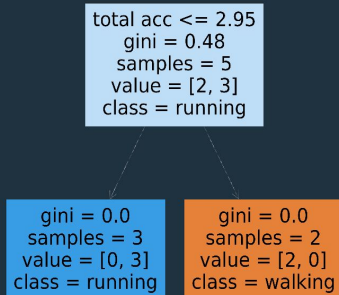 total acc <= 2.95
gini = 0.48
samples = 5
value = [2, 3]
class = running
gini = 0.0
samples = 3
value = [0, 3]
class = running
gini = 0.0
samples = 2
value = [2, 0]
class = walking